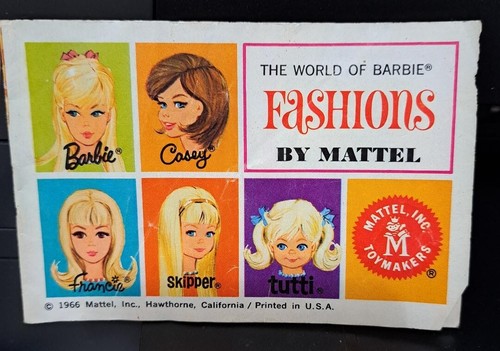 THE WORLD OF BARBIE®
FASHIONS
BY MATTEL
Barbie®
Casey®
Francie®
Skipper®
tutti®
MATTEL, INC.
M
TOYMAKERS
®
© 1966 Mattel, Inc., Hawthorne, California / Printed in U.S.A.